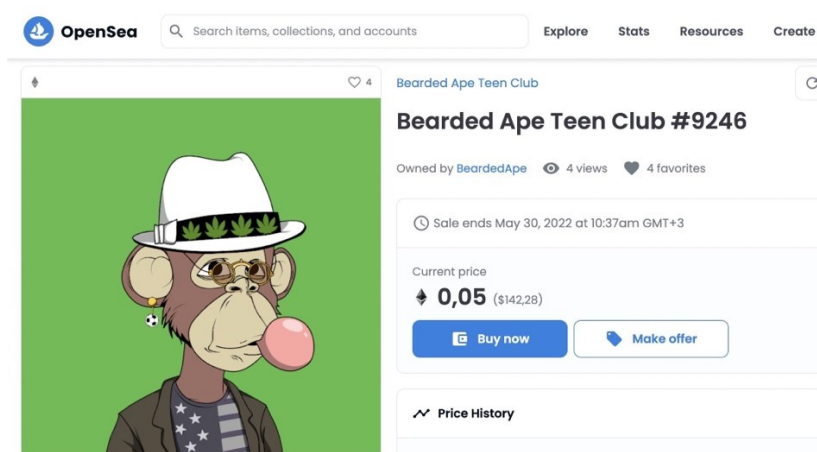 OpenSea
Search items, collections, and accounts
Explore
Stats
Resources
Create
4
Bearded Ape Teen Club
Bearded Ape Teen Club #9246
Owned by BeardedApe 4 views 4 favorites
Sale ends May 30, 2022 at 10:37am GMT+3
Current price
0,05 ($142,28)
Buy now
Make offer
Price History